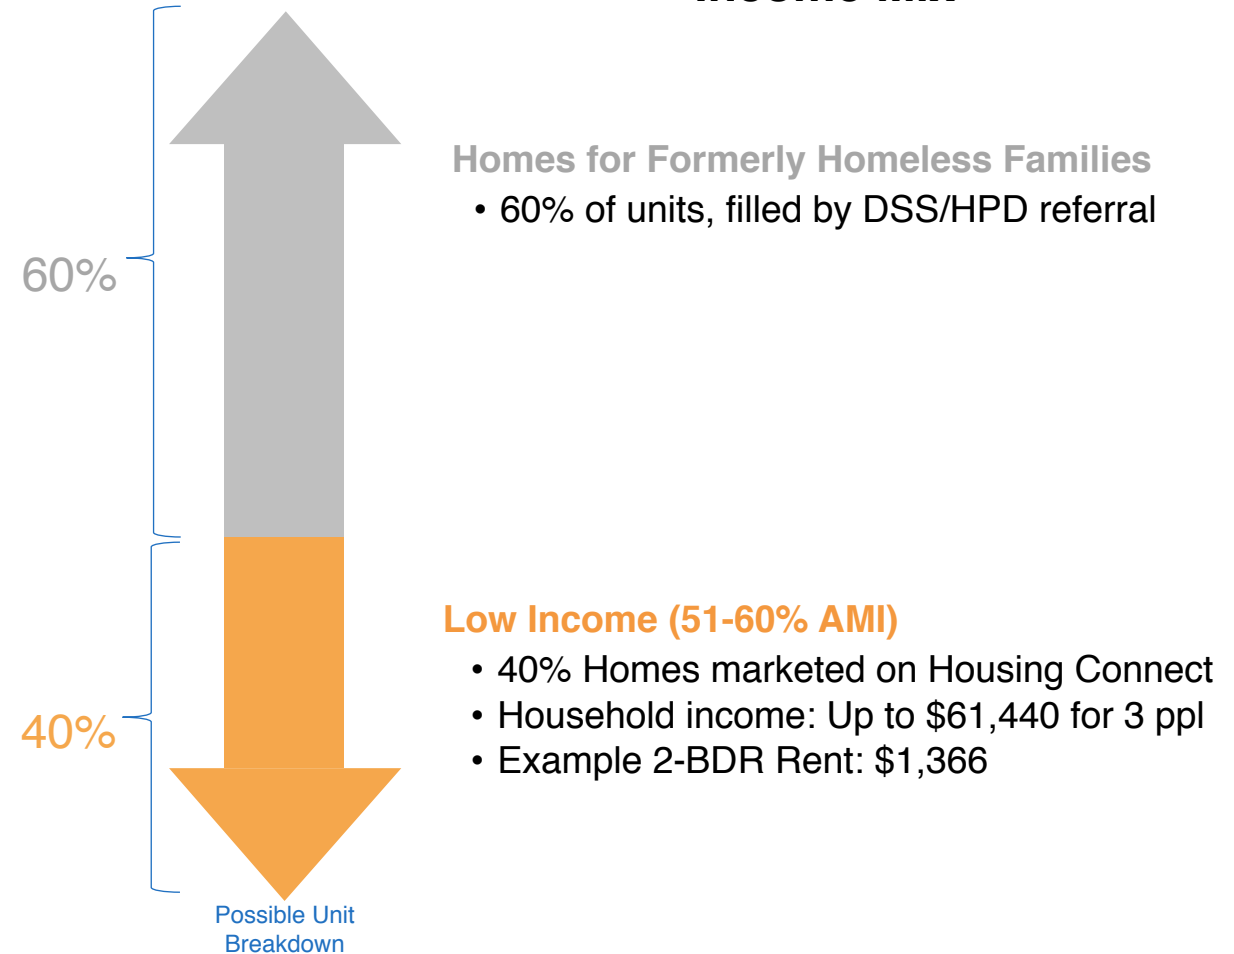 Homes for Formerly Homeless Families
• 60% of units, filled by DSS/HPD referral
60%
Low Income (51-60% AMI)
• 40% Homes marketed on Housing Connect
• Household income: Up to $61,440 for 3 ppl
• Example 2-BDR Rent: $1,366
40%
Possible Unit
Breakdown